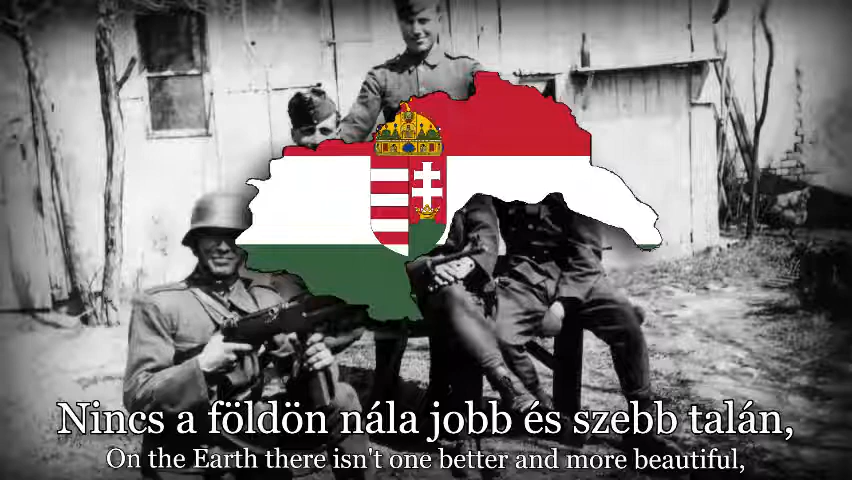 Nincs a földön nála jobb és szebb talán,
On the Earth there isn't one better and more beautiful,